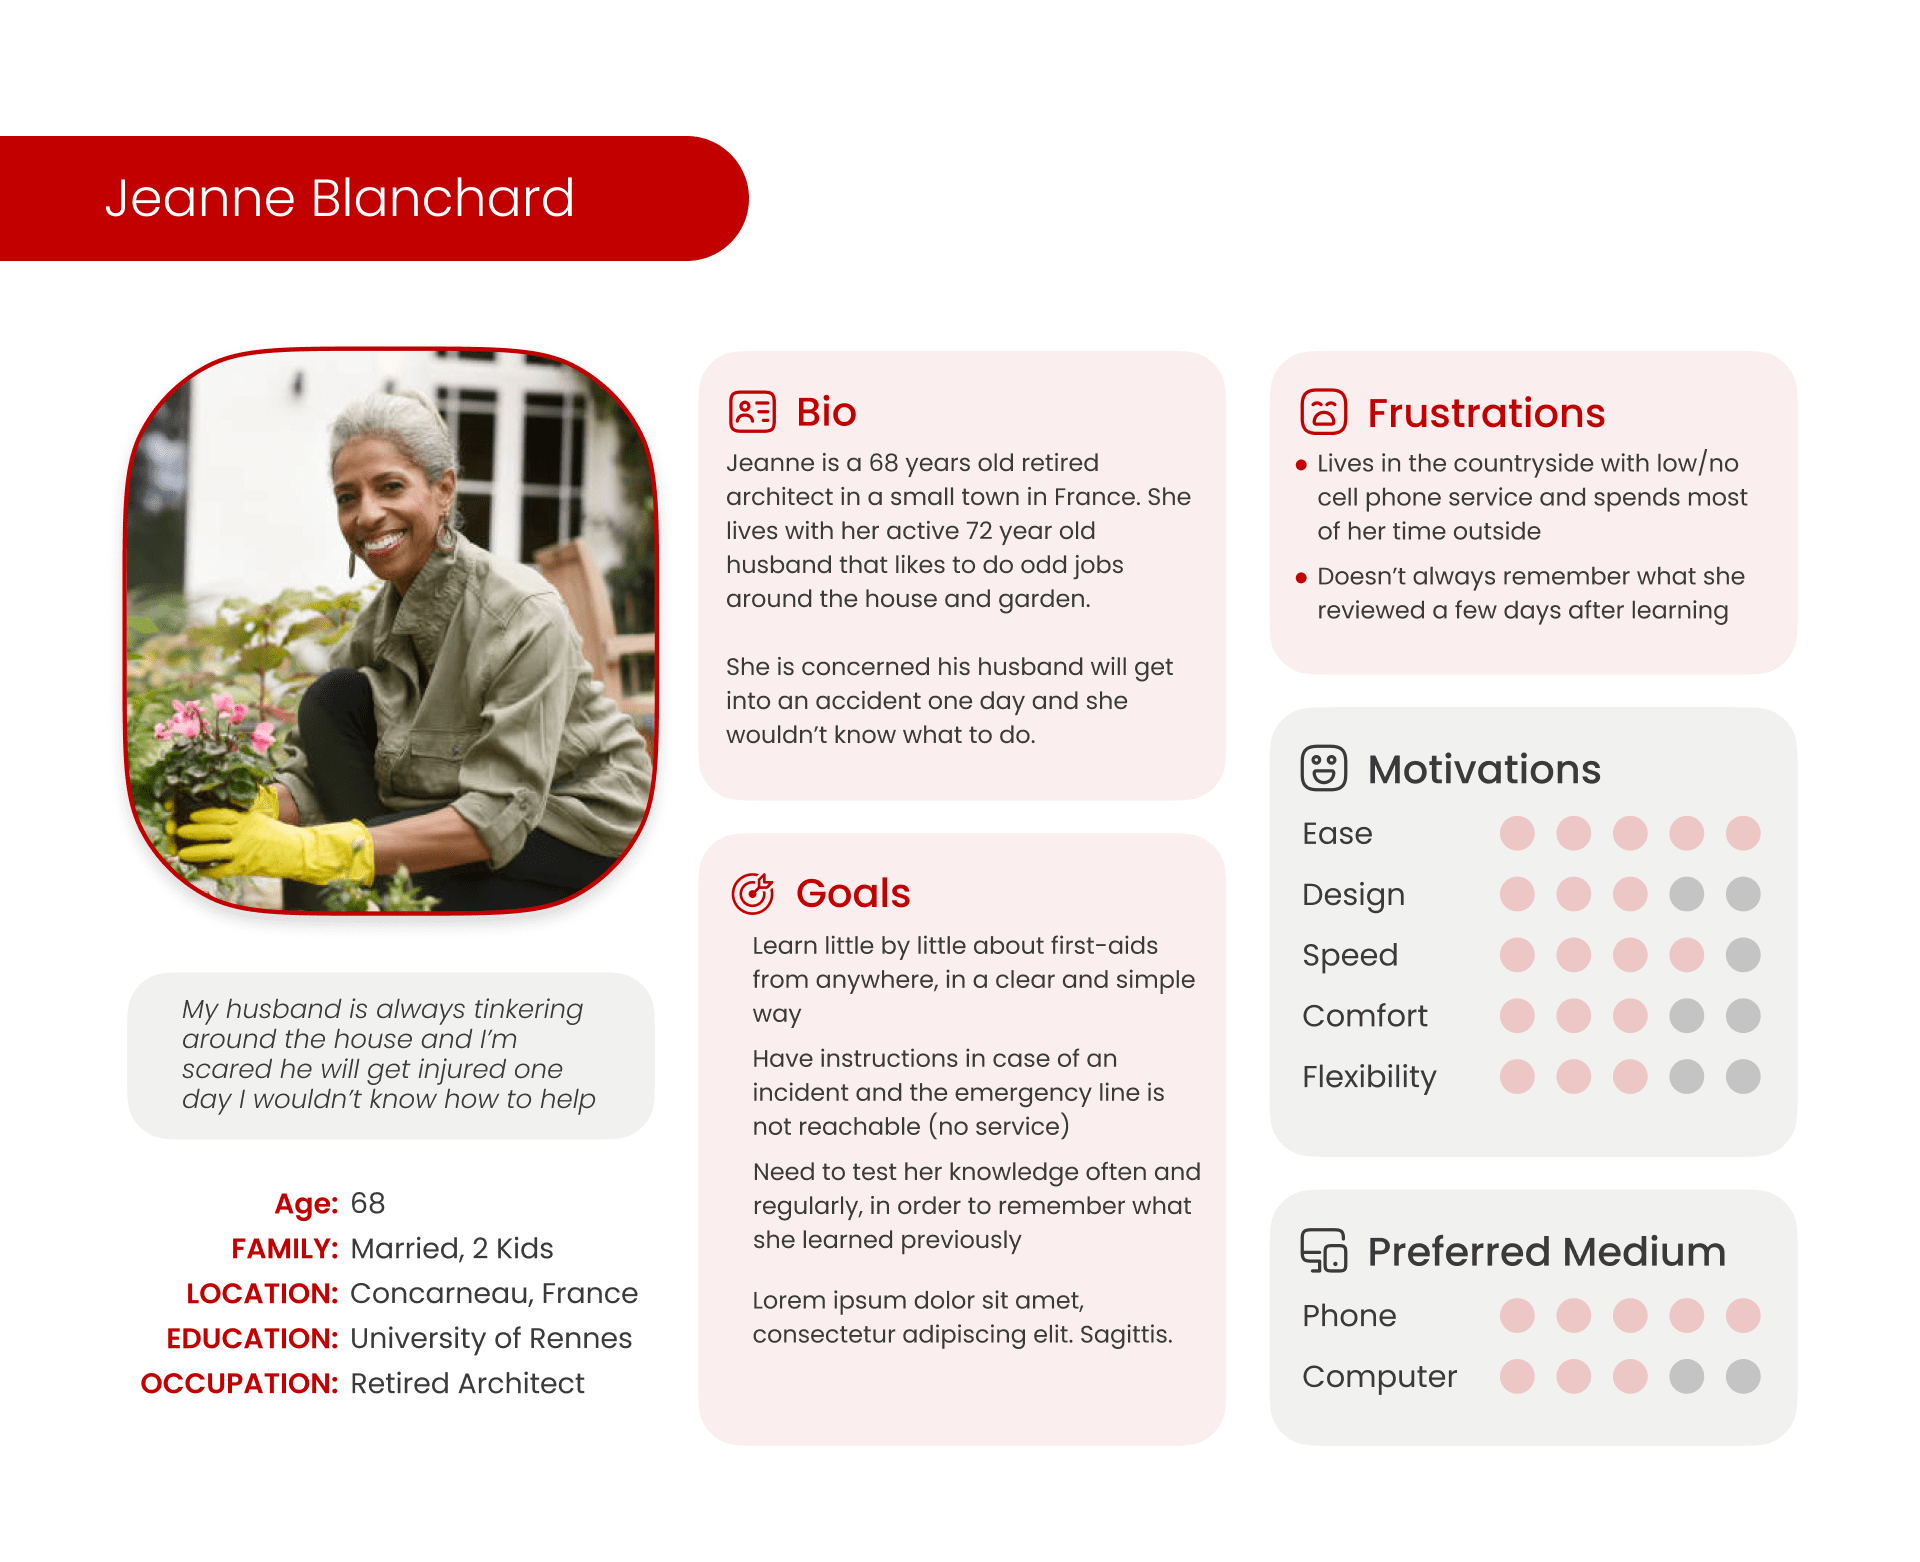 Jeanne Blanchard
My husband is always tinkering
around the house and I'm
scared he will get injured one
day I wouldn't know how to help
Age: 68
FAMILY: Married, 2 Kids
LOCATION: Concarneau, France
EDUCATION: University of Rennes
OCCUPATION: Retired Architect
Bio
Jeanne is a 68 years old retired
architect in a small town in France. She
lives with her active 72 year old
husband that likes to do odd jobs
around the house and garden.
She is concerned his husband will get
into an accident one day and she
wouldn't know what to do.
Goals
Learn little by little about first-aids
from anywhere, in a clear and simple
way
Have instructions in case of an
incident and the emergency line is
not reachable (no service)
Need to test her knowledge often and
regularly, in order to remember what
she learned previously
Lorem ipsum dolor sit amet,
consectetur adipiscing elit. Sagittis.
Frustrations
Lives in the countryside with low/no
cell phone service and spends most
of her time outside
Doesn't always remember what she
reviewed a few days after learning
Motivations
Ease
Design
Speed
Comfort
Flexibility
Preferred Medium
Phone
Computer